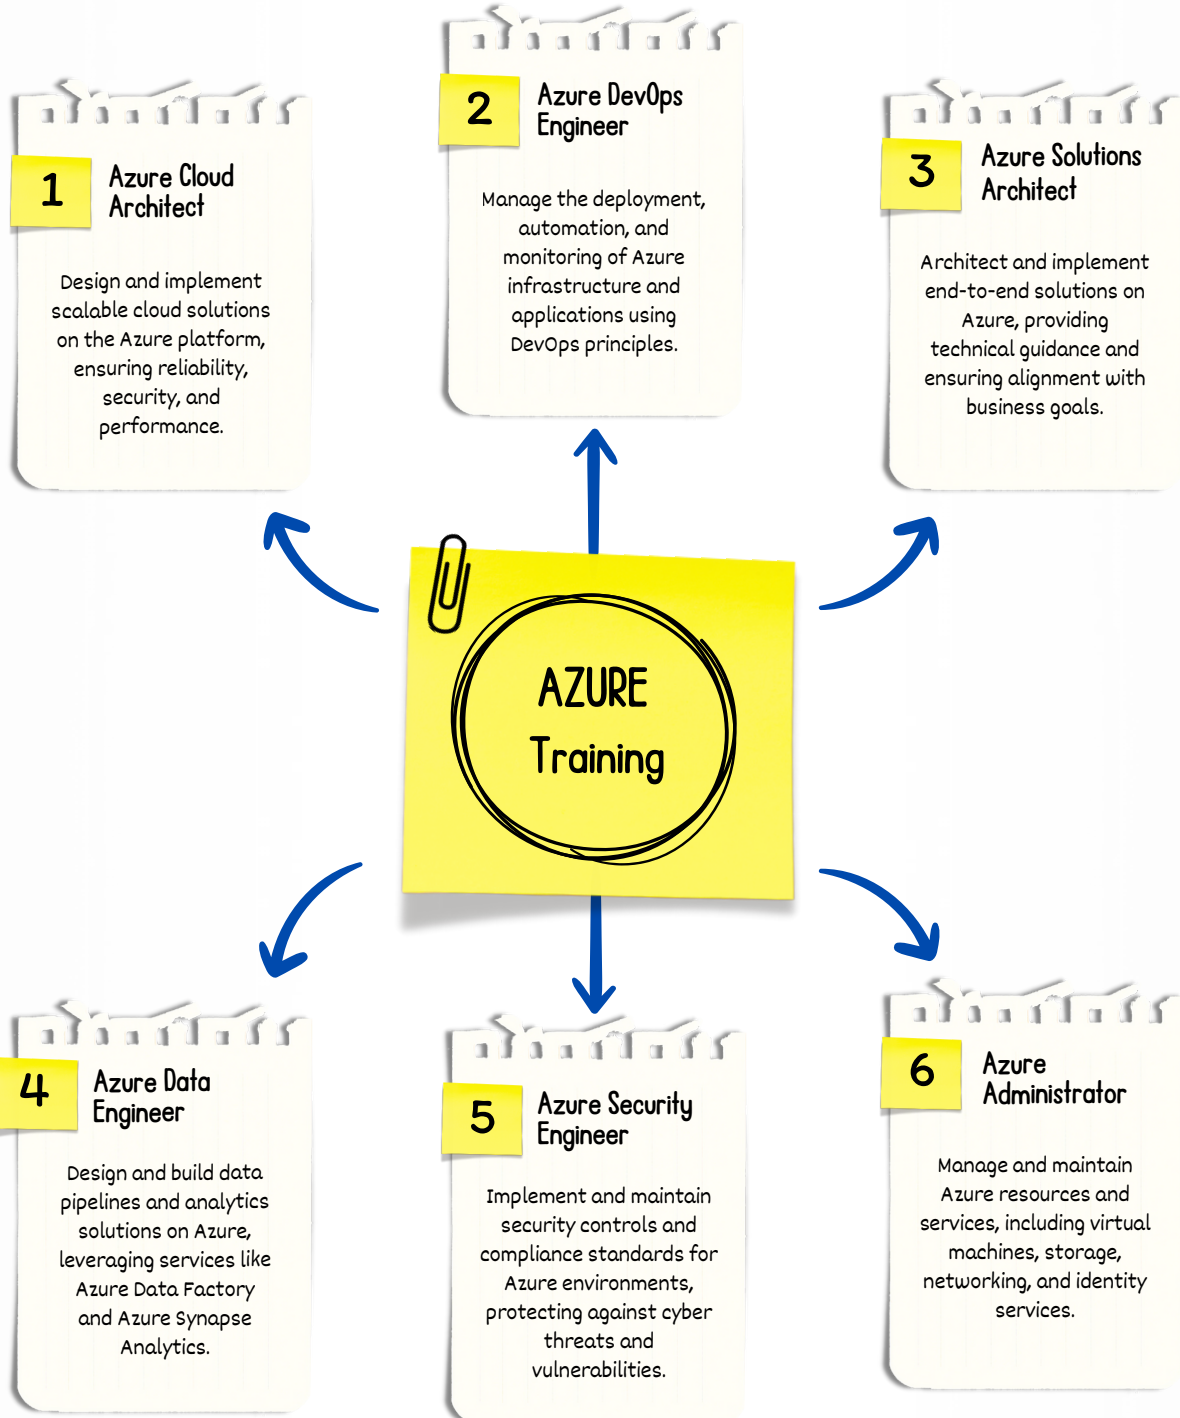 1
Azure Cloud
Architect
Design and implement
scalable cloud solutions
on the Azure platform,
ensuring reliability,
security, and
performance.
2
Azure DevOps
Engineer
Manage the deployment,
automation, and
monitoring of Azure
infrastructure and
applications using
DevOps principles.
3
Azure Solutions
Architect
Architect and implement
end-to-end solutions on
Azure, providing
technical guidance and
ensuring alignment with
business goals.
AZURE
Training
4
Azure Data
Engineer
Design and build data
pipelines and analytics
solutions on Azure,
leveraging services like
Azure Data Factory
and Azure Synapse
Analytics.
5
Azure Security
Engineer
Implement and maintain
security controls and
compliance standards for
Azure environments,
protecting against cyber
threats and
vulnerabilities.
6
Azure
Administrator
Manage and maintain
Azure resources and
services, including virtual
machines, storage,
networking, and identity
services.